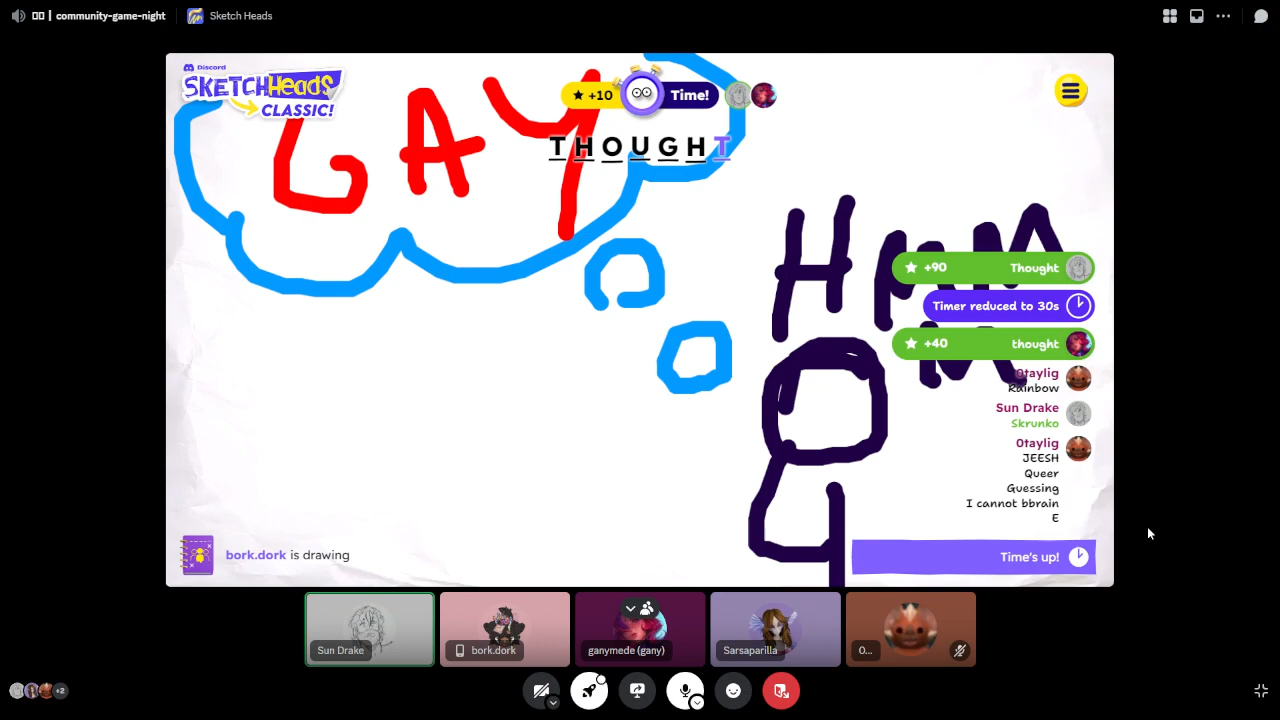 community-game-night
Sketch Heads
Discord
SKETCHHeadS
CLASSIC!
+10
Time!
THOUGHT
GAY
Hmm
+90 Thought
Timer reduced to 30s
+40 thought
0taylig
Rainbow
Sun Drake
Skrunko
0taylig
JEESH
Queer
Guessing
I cannot bbrain
E
bork.dork is drawing
Time's up!
Sun Drake
bork.dork
ganymede (gany)
Sarsaparilla
0...
+2